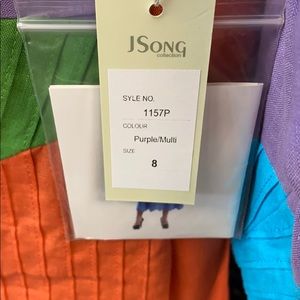 JSONG
collection
SYLE NO.
1157P
COLOUR
Purple/Multi
SIZE
8